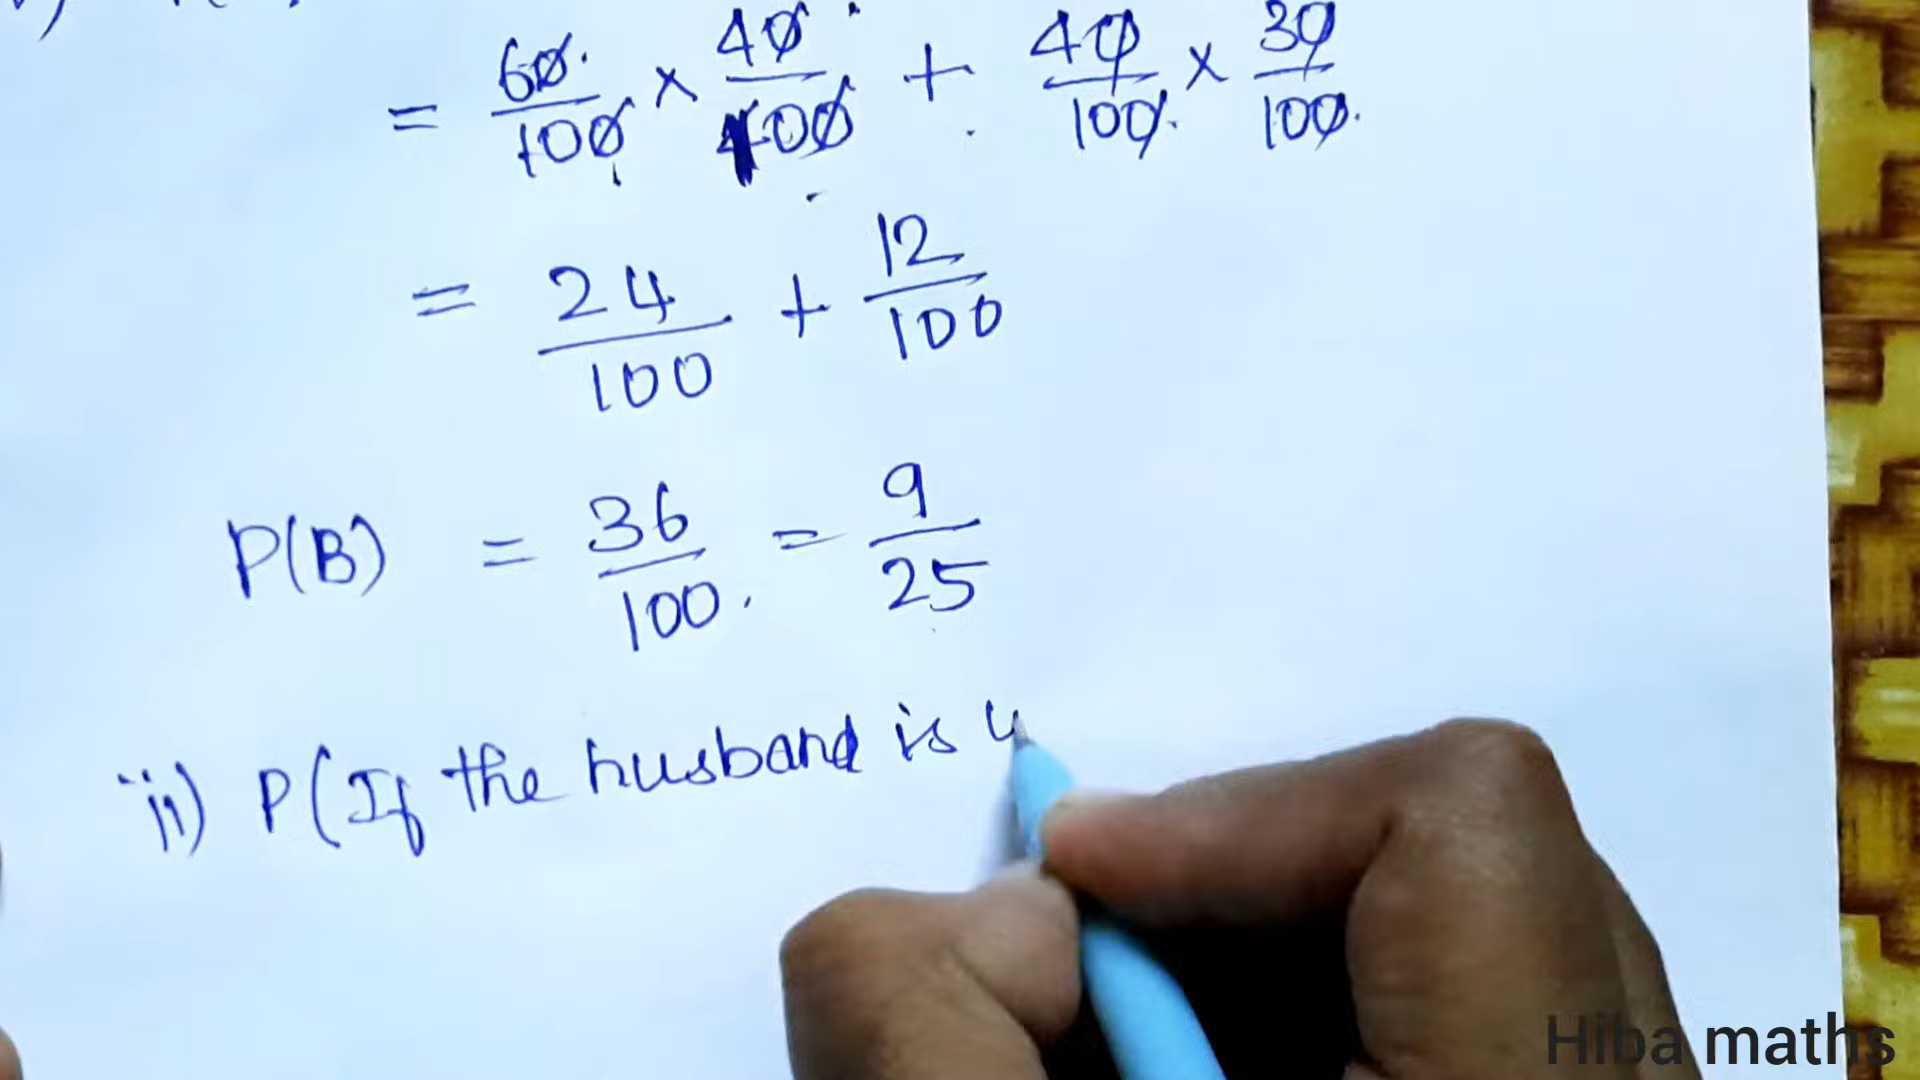 = 60/100 × 40/100 + 40/100 × 30/100
= 24/100 + 12/100
P(B) = 36/100 = 9/25
ii) P(If the husband is
Hiba maths